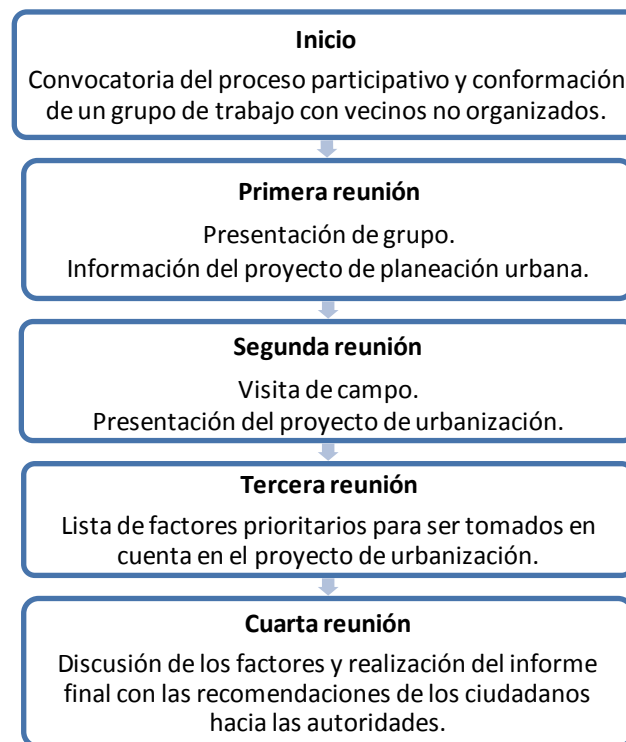 Inicio
Convocatoria del proceso participativo y conformación
de un grupo de trabajo con vecinos no organizados.
Primera reunión
Presentación de grupo.
Información del proyecto de planeación urbana.
Segunda reunión
Visita de campo.
Presentación del proyecto de urbanización.
Tercera reunión
Lista de factores prioritarios para ser tomados en
cuenta en el proyecto de urbanización.
Cuarta reunión
Discusión de los factores y realización del informe
final con las recomendaciones de los ciudadanos
hacia las autoridades.